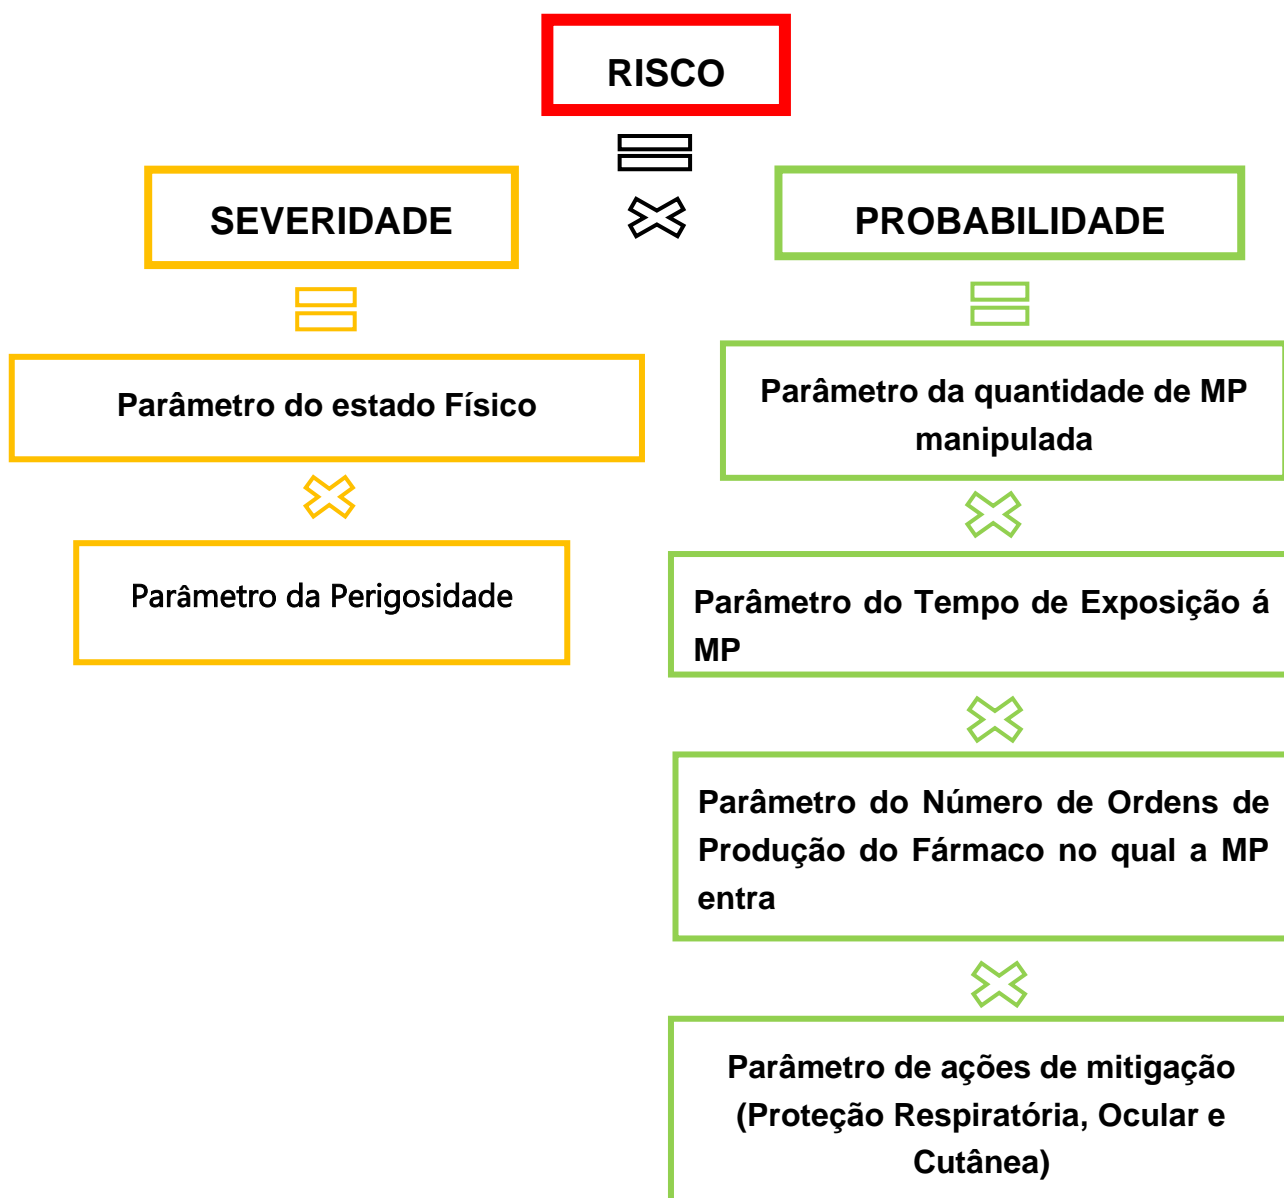 RISCO
SEVERIDADE
PROBABILIDADE
Parâmetro do estado Físico
Parâmetro da Perigosidade
Parâmetro da quantidade de MP
manipulada
Parâmetro do Tempo de Exposição á
MP
Parâmetro do Número de Ordens de
Produção do Fármaco no qual a MP
entra
Parâmetro de ações de mitigação
(Proteção Respiratória, Ocular e
Cutânea)